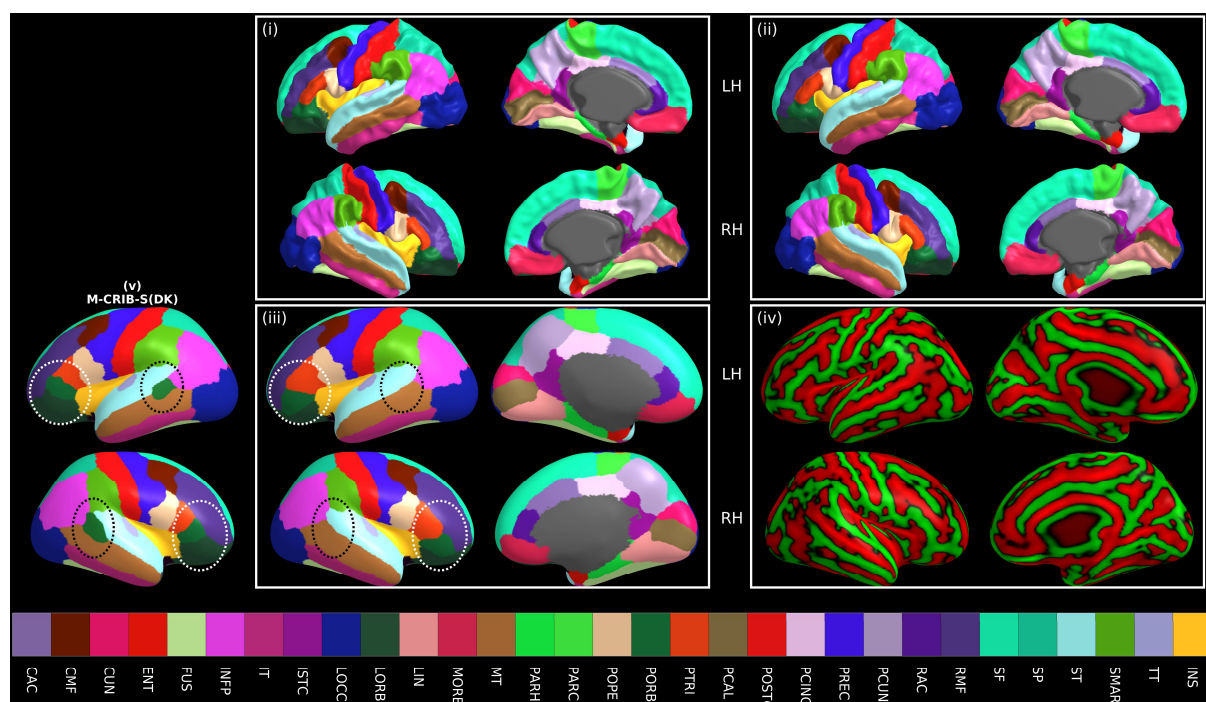 (i)
(ii)
LH
RH
(v)
M-CRIB-S(DK)
(iii)
(iv)
LH
RH
CAC
CMF
CUN
ENT
FUS
INFP
IT
ISTC
LOCC
LORB
LIN
MORB
MT
PARH
PARC
POPE
PORB
PTRI
PCAL
POSTC
PCINC
PREC
PCUN
RAC
RMF
SF
SP
ST
SMAR
TT
INS